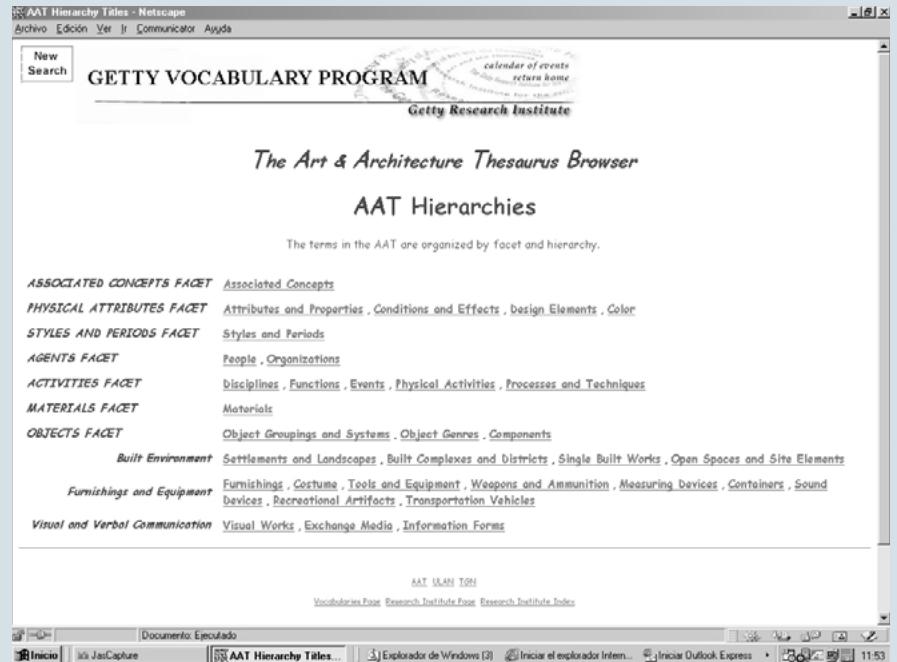 AAT Hierarchy Titles - Netscape
Archivo Edición Ver Ir Communicator Ayuda
New
Search
GETTY VOCABULARY PROGRAM
calendar of events
return home
Getty Research Institute
The Art & Architecture Thesaurus Browser
AAT Hierarchies
The terms in the AAT are organized by facet and hierarchy.
ASSOCIATED CONCEPTS FACET Associated Concepts
PHYSICAL ATTRIBUTES FACET Attributes and Properties , Conditions and Effects , Design Elements , Color
STYLES AND PERIODS FACET Styles and Periods
AGENTS FACET People , Organizations
ACTIVITIES FACET Disciplines , Functions , Events , Physical Activities , Processes and Techniques
MATERIALS FACET Materials
OBJECTS FACET Object Groupings and Systems , Object Genres , Components
Built Environment Settlements and Landscapes , Built Complexes and Districts , Single Built Works , Open Spaces and Site Elements
Furnishings and Equipment Furnishings , Costume , Tools and Equipment , Weapons and Ammunition , Measuring Devices , Containers , Sound
Devices , Recreational Artifacts , Transportation Vehicles
Visual and Verbal Communication Visual Works , Exchange Media , Information Forms
AAT ULAN TGN
Vocabularies Page Research Institute Page Research Institute Index
Documento: Ejecutado
Inicio JasCapture AAT Hierarchy Titles... Explorador de Windows (3) Iniciar el explorador Intern... Iniciar Outlook Express 11:53